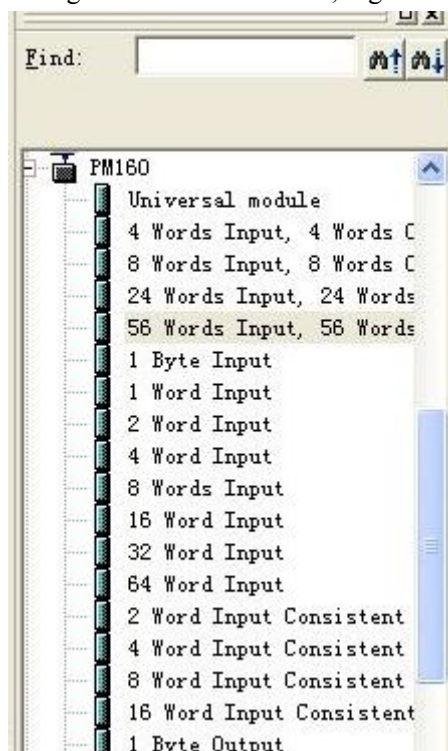 Find:
PM160
Universal module
4 Words Input, 4 Words
8 Words Input, 8 Words
24 Words Input, 24 Words
56 Words Input, 56 Words
1 Byte Input
1 Word Input
2 Word Input
4 Word Input
8 Words Input
16 Word Input
32 Word Input
64 Word Input
2 Word Input Consistent
4 Word Input Consistent
8 Word Input Consistent
16 Word Input Consistent
1 Byte Output